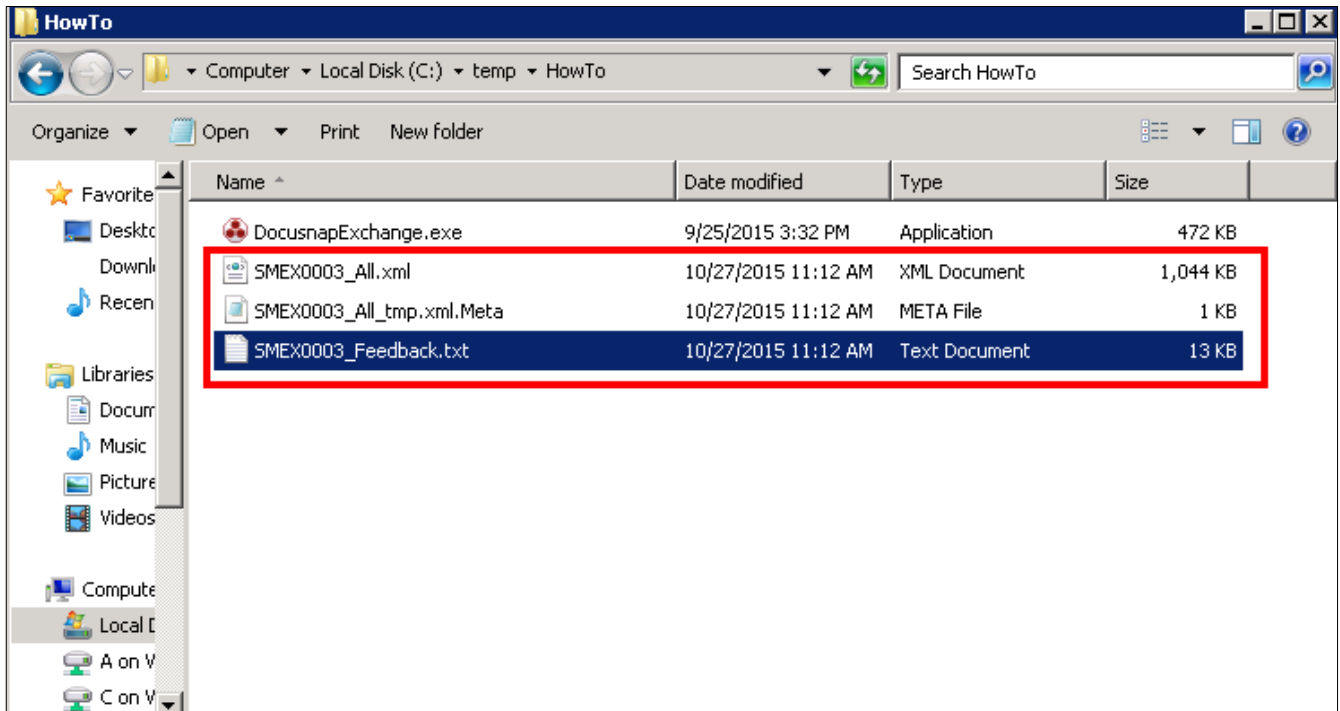 HowTo
Computer Local Disk (C:) temp HowTo Search HowTo
Organize Open Print New folder
Name Date modified Type Size
Favorite
Deskto
Downl
Recen
Libraries
Docum
Music
Picture
Videos
Compute
Local D
A on V
C on V
DocusnapExchange.exe 9/25/2015 3:32 PM Application 472 KB
SMEX0003_All.xml 10/27/2015 11:12 AM XML Document 1,044 KB
SMEX0003_All_tmp.xml.Meta 10/27/2015 11:12 AM META File 1 KB
SMEX0003_Feedback.txt 10/27/2015 11:12 AM Text Document 13 KB